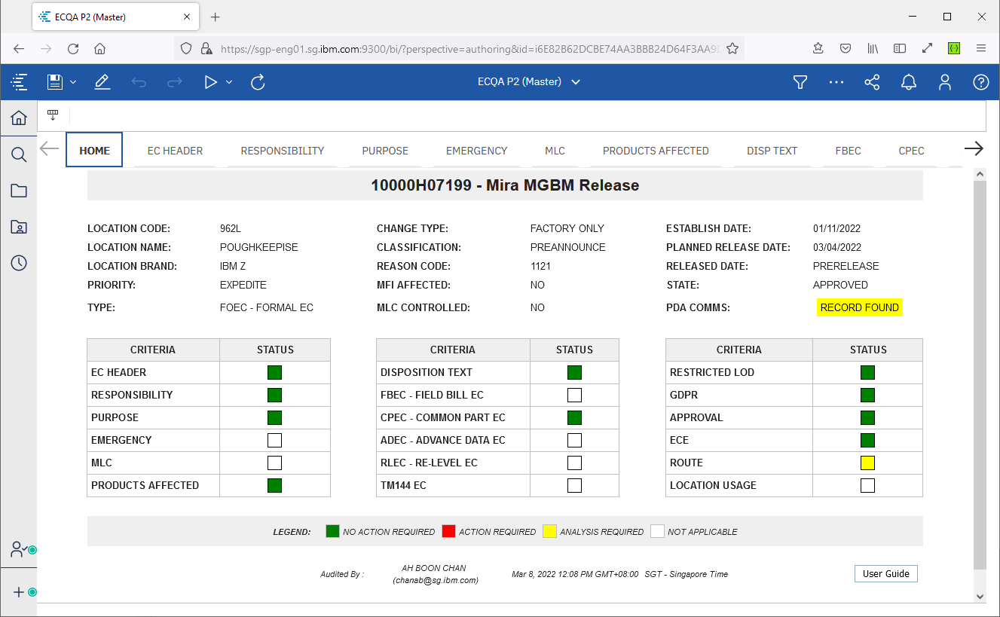 ECQA P2 (Master)
https://sgp-eng01.sg.ibm.com:9300/bi/?perspective=authoring&id=i6E82B62DCBE74AA3BBB24D64F3AA9D
ECQA P2 (Master)
HOME EC HEADER RESPONSIBILITY PURPOSE EMERGENCY MLC PRODUCTS AFFECTED DISP TEXT FBEC CPEC
10000H07199 - Mira MGBM Release
LOCATION CODE: 962L CHANGE TYPE: FACTORY ONLY ESTABLISH DATE: 01/11/2022
LOCATION NAME: POUGHKEEPISE CLASSIFICATION: PREANNOUNCE PLANNED RELEASE DATE: 03/04/2022
LOCATION BRAND: IBM Z REASON CODE: 1121 RELEASED DATE: PRERELEASE
PRIORITY: EXPEDITE MFI AFFECTED: NO STATE: APPROVED
TYPE: FOEC - FORMAL EC MLC CONTROLLED: NO PDA COMMS: RECORD FOUND
CRITERIA STATUS CRITERIA STATUS CRITERIA STATUS
EC HEADER DISPOSITION TEXT RESTRICTED LOD
RESPONSIBILITY FBEC - FIELD BILL EC GDPR
PURPOSE CPEC - COMMON PART EC APPROVAL
EMERGENCY ADEC - ADVANCE DATA EC ECE
MLC RLEC - RE-LEVEL EC ROUTE
PRODUCTS AFFECTED TM144 EC LOCATION USAGE
LEGEND: NO ACTION REQUIRED ACTION REQUIRED ANALYSIS REQUIRED NOT APPLICABLE
Audited By : AH BOON CHAN
(chanab@sg.ibm.com) Mar 8, 2022 12:08 PM GMT+08:00 SGT - Singapore Time
User Guide